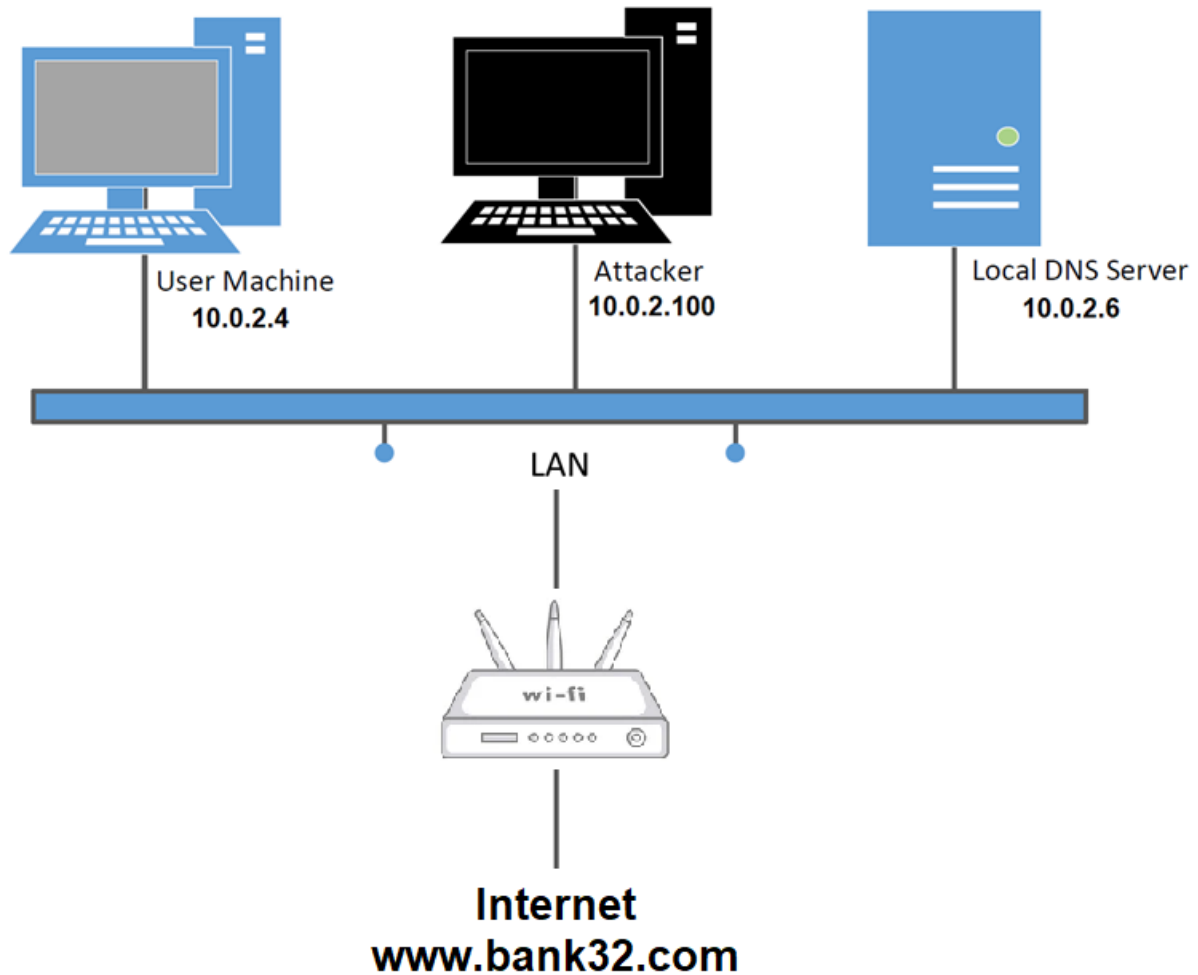 User Machine
10.0.2.4
Attacker
10.0.2.100
Local DNS Server
10.0.2.6
LAN
wi-fi
Internet
www.bank32.com